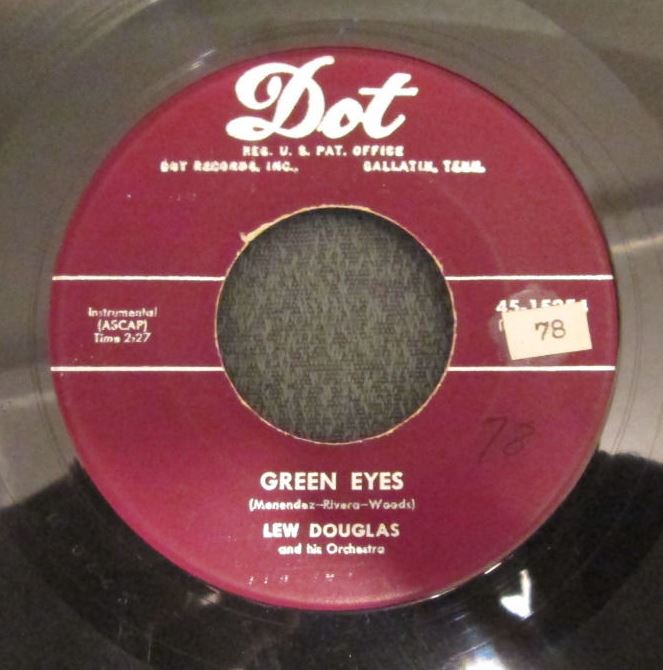 Dot
REG. U. S. PAT. OFFICE
DOT RECORDS, INC., GALLATIN, TENN.
Instrumental
(ASCAP)
Time 2:27
78
78
GREEN EYES
(Menendez-Rivera-Woods)
LEW DOUGLAS
and his Orchestra